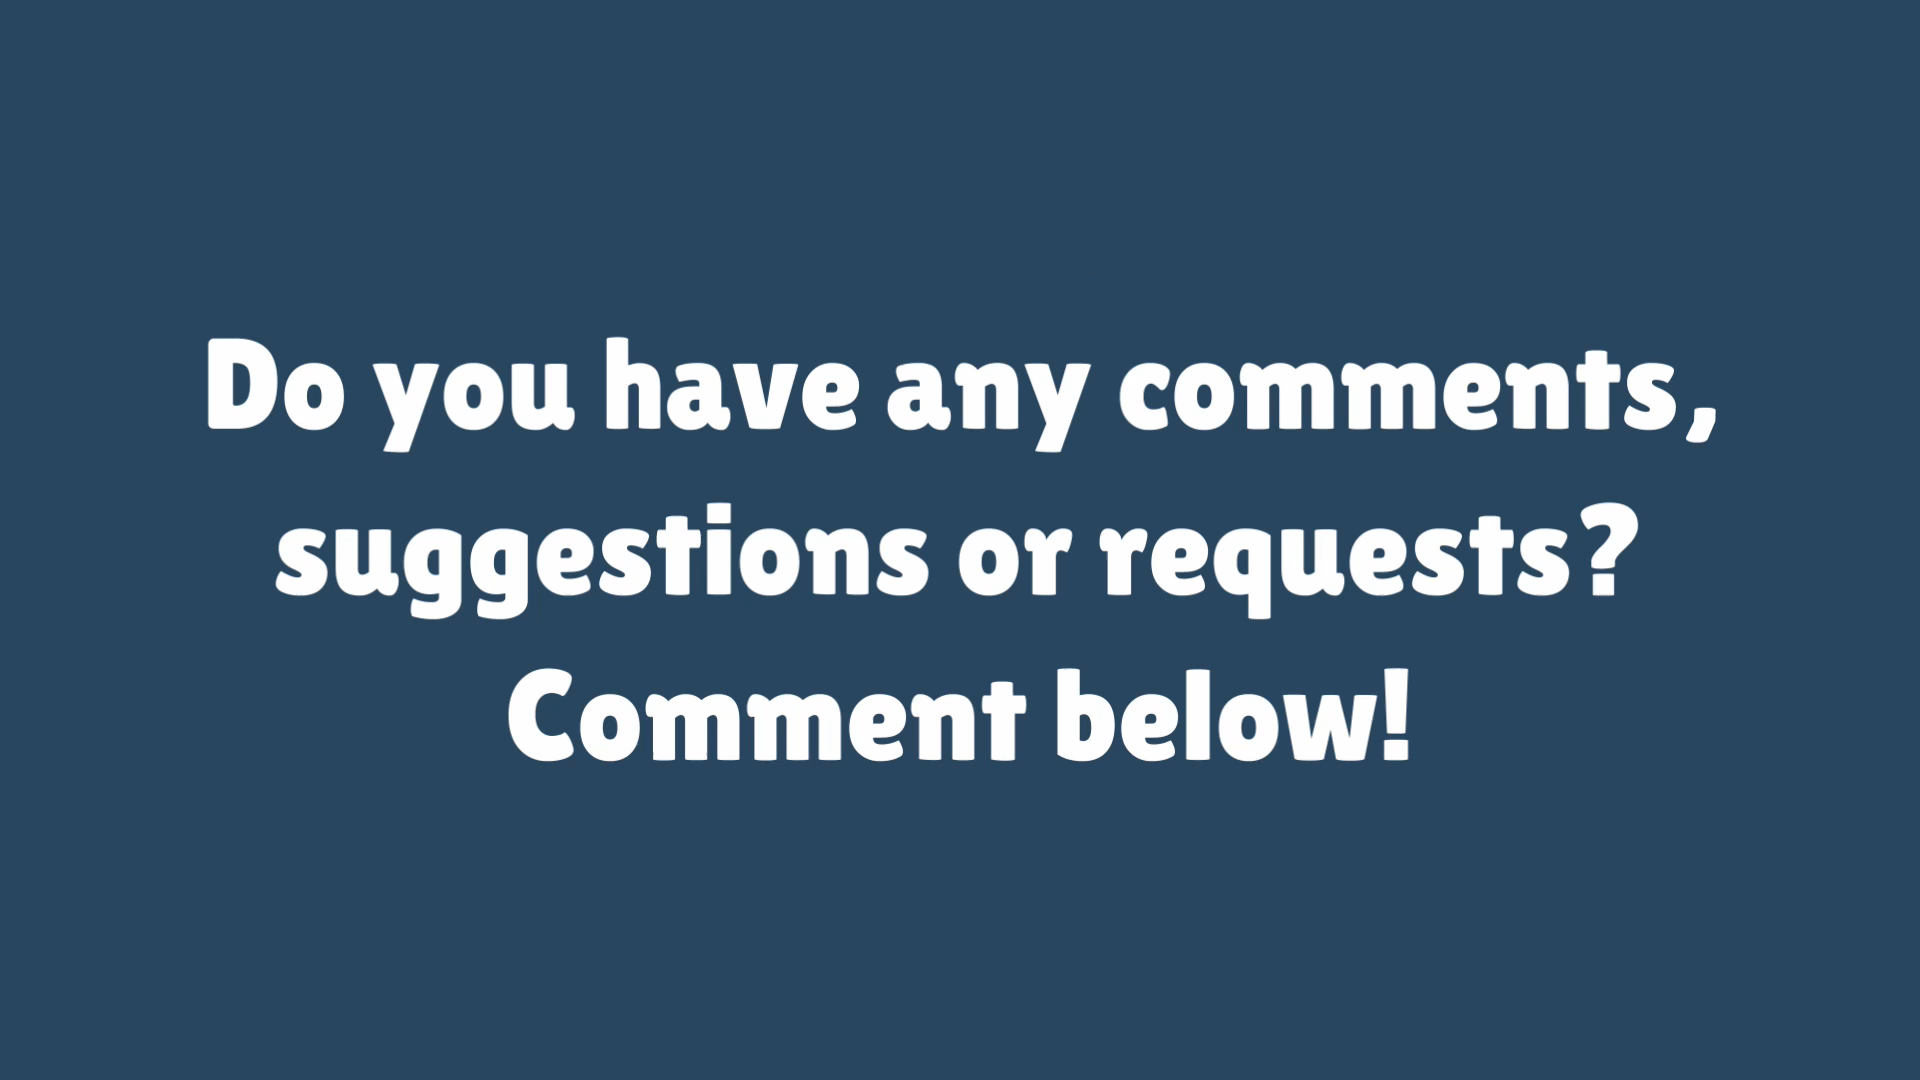 Do you have any comments,
suggestions or requests?
Comment below!